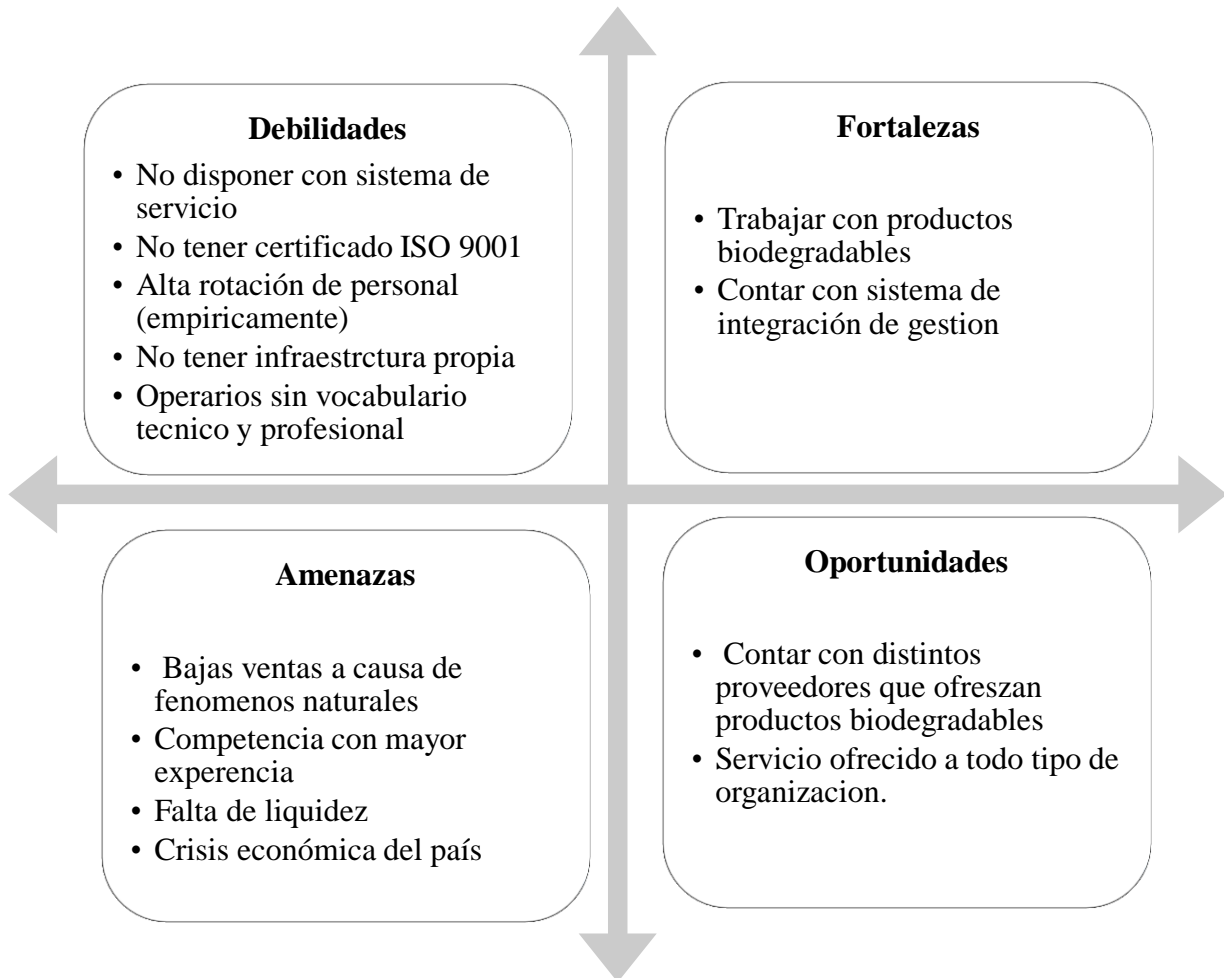 Debilidades
• No disponer con sistema de
servicio
• No tener certificado ISO 9001
• Alta rotación de personal
(empiricamente)
• No tener infraestrctura propia
• Operarios sin vocabulario
tecnico y profesional
Fortalezas
• Trabajar con productos
biodegradables
• Contar con sistema de
integración de gestion
Amenazas
• Bajas ventas a causa de
fenomenos naturales
• Competencia con mayor
experencia
• Falta de liquidez
• Crisis económica del país
Oportunidades
• Contar con distintos
proveedores que ofreszan
productos biodegradables
• Servicio ofrecido a todo tipo de
organizacion.